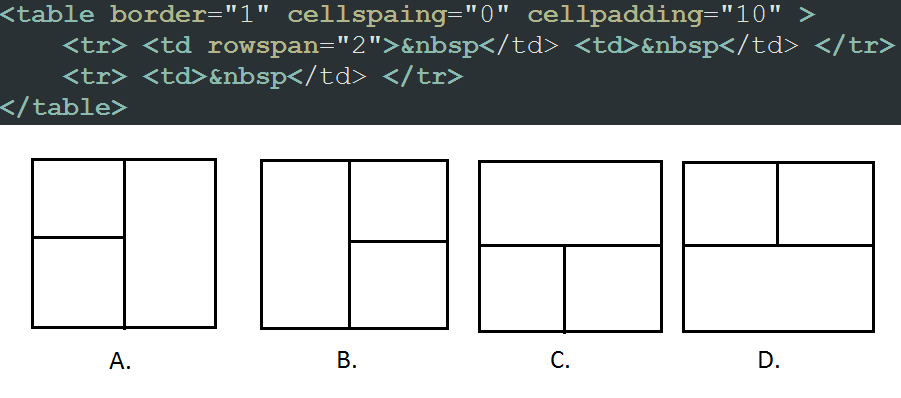 <table border="1" cellspaing="0" cellpadding="10" >
<tr> <td rowspan="2">&nbsp</td> <td>&nbsp</td> </tr>
<tr> <td>&nbsp</td> </tr>
</table>
A. B. C. D.